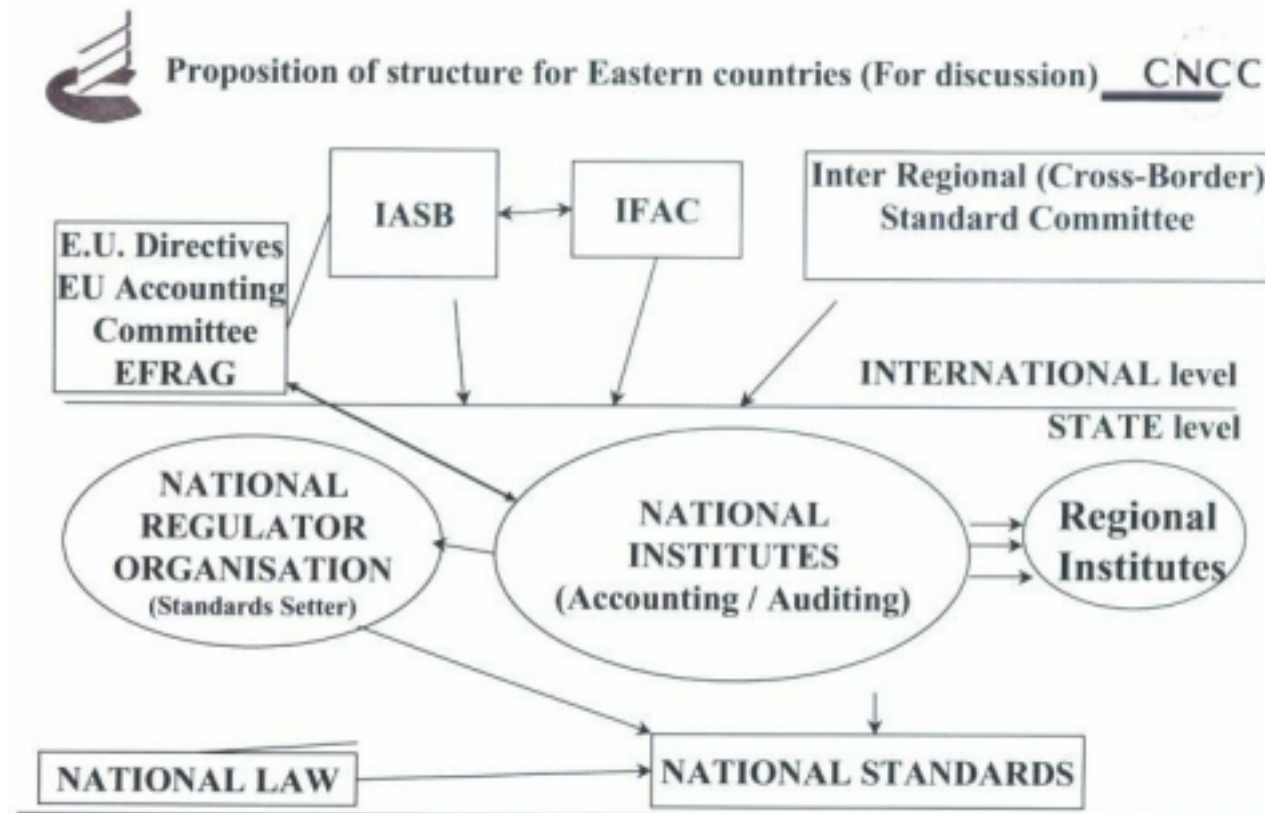 Proposition of structure for Eastern countries (For discussion)
CNCC
IASB
IFAC
Inter Regional (Cross-Border)
Standard Committee
E.U. Directives
EU Accounting
Committee
EFRAG
INTERNATIONAL level
STATE level
NATIONAL
REGULATOR
ORGANISATION
(Standards Setter)
NATIONAL
INSTITUTES
(Accounting / Auditing)
Regional
Institutes
NATIONAL LAW
NATIONAL STANDARDS